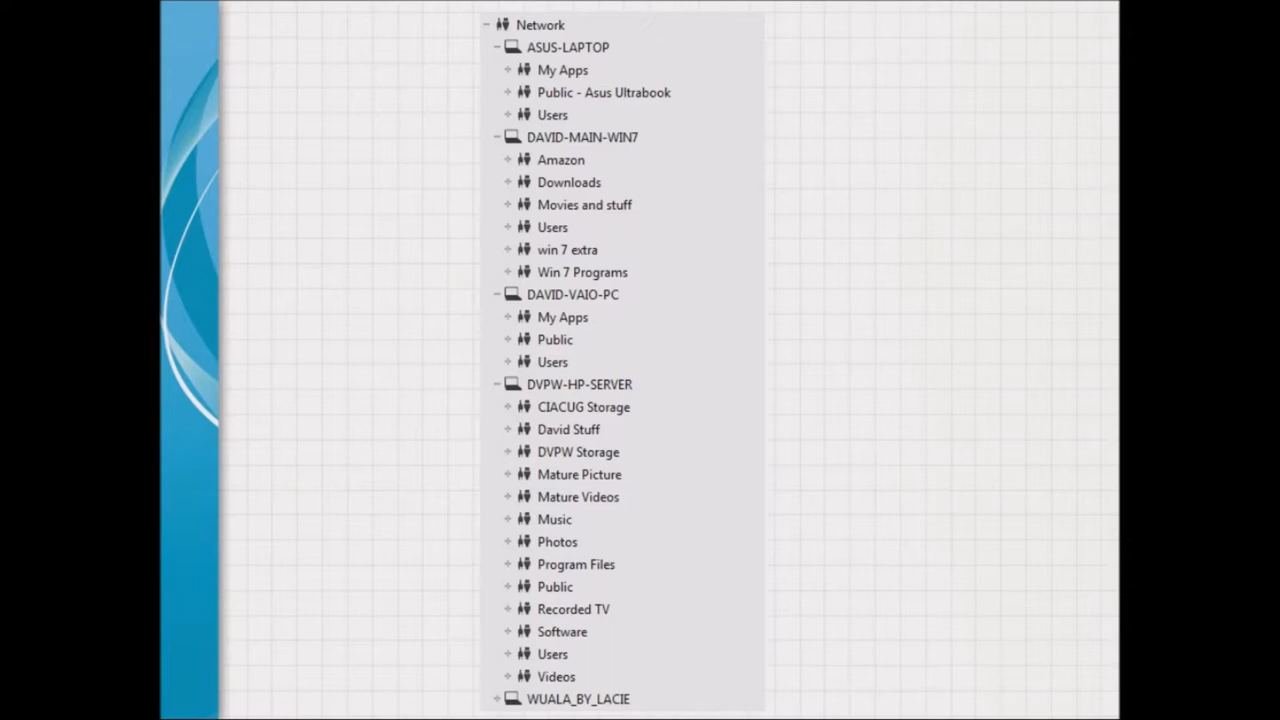 Network
ASUS-LAPTOP
My Apps
Public - Asus Ultrabook
Users
DAVID-MAIN-WIN7
Amazon
Downloads
Movies and stuff
Users
win 7 extra
Win 7 Programs
DAVID-VAIO-PC
My Apps
Public
Users
DVPW-HP-SERVER
CIACUG Storage
David Stuff
DVPW Storage
Mature Picture
Mature Videos
Music
Photos
Program Files
Public
Recorded TV
Software
Users
Videos
WUALA_BY_LACIE